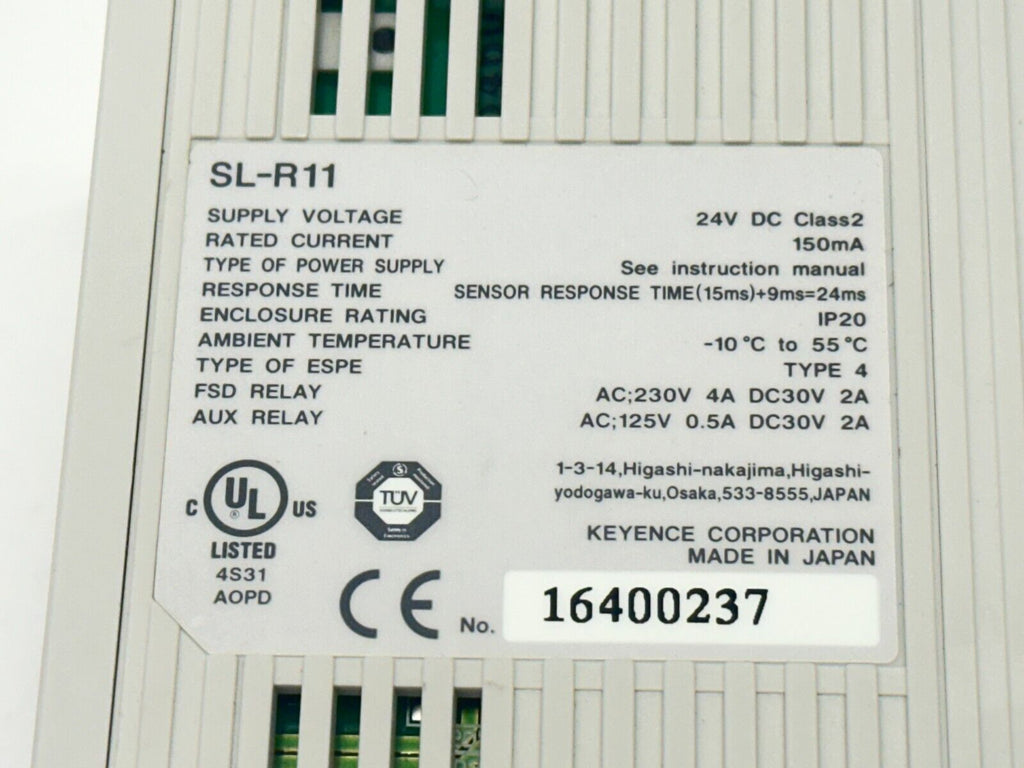 SL-R11
SUPPLY VOLTAGE 24V DC Class2
RATED CURRENT 150mA
TYPE OF POWER SUPPLY See instruction manual
RESPONSE TIME SENSOR RESPONSE TIME(15ms)+9ms=24ms
ENCLOSURE RATING IP20
AMBIENT TEMPERATURE -10°C to 55°C
TYPE OF ESPE TYPE 4
FSD RELAY AC;230V 4A DC30V 2A
AUX RELAY AC;125V 0.5A DC30V 2A
1-3-14,Higashi-nakajima,Higashi-
yodogawa-ku,Osaka,533-8555,JAPAN
KEYENCE CORPORATION
MADE IN JAPAN
C UL ® US
LISTED
4S31
AOPD
TÜV
CE
No. 16400237